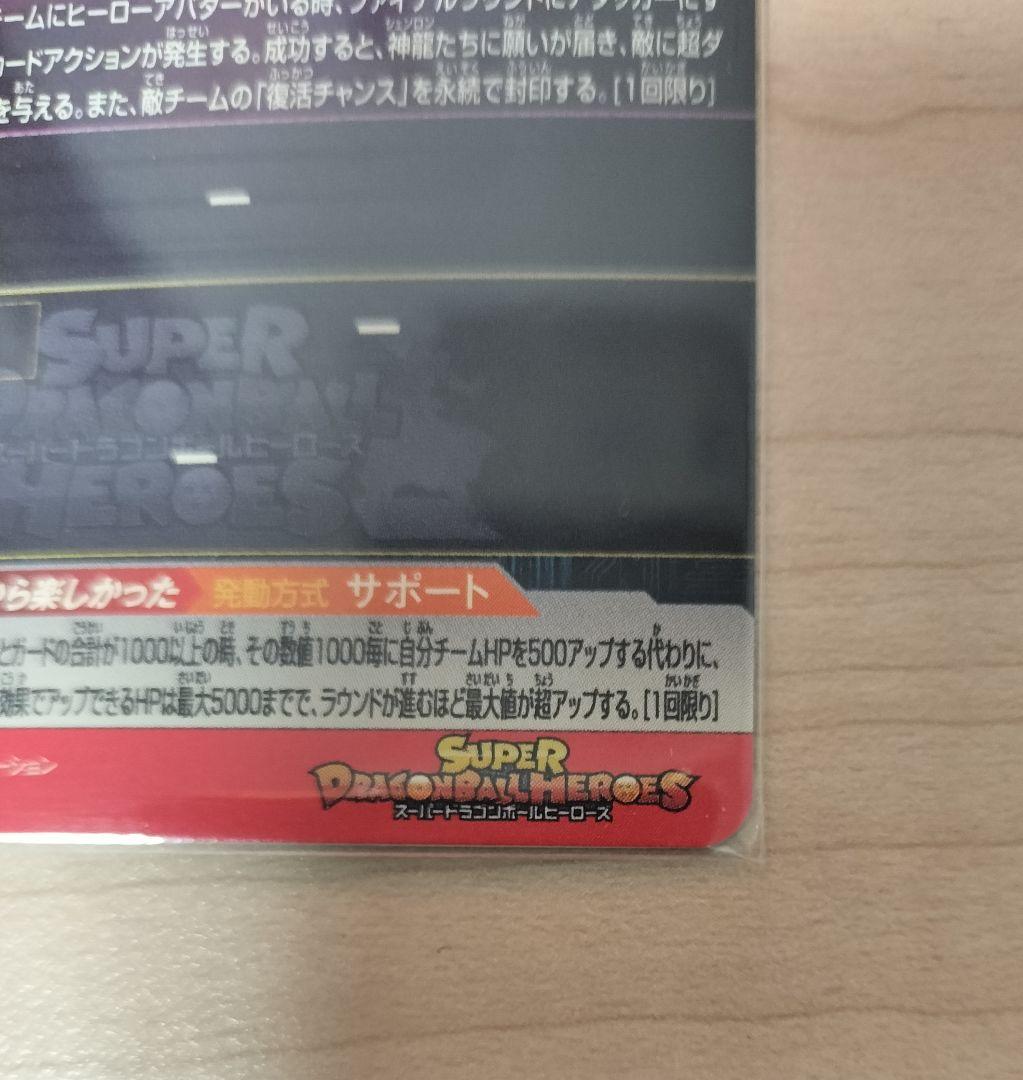 ームにヒーローアバターがいる時、ファイナルラウンドにアタッカーにす
ードアクションが発生する。成功すると、神龍たちに願いが届き、敵に超ダ
を与える。また、敵チームの「復活チャンス」を永続で封印する。[1回限り]
SUPER
DRAGONBALL
スーパードラゴンボールヒーローズ
HEROES
ら楽しかった 発動方式 サポート
とガードの合計が1000以上の時、その数値1000毎に自分チームHPを500アップする代わりに、
効果でアップできるHPは最大5000までで、ラウンドが進むほど最大値が超アップする。[1回限り]
ーション
SUPER
DRAGONBALL HEROES
スーパードラゴンボールヒーローズ